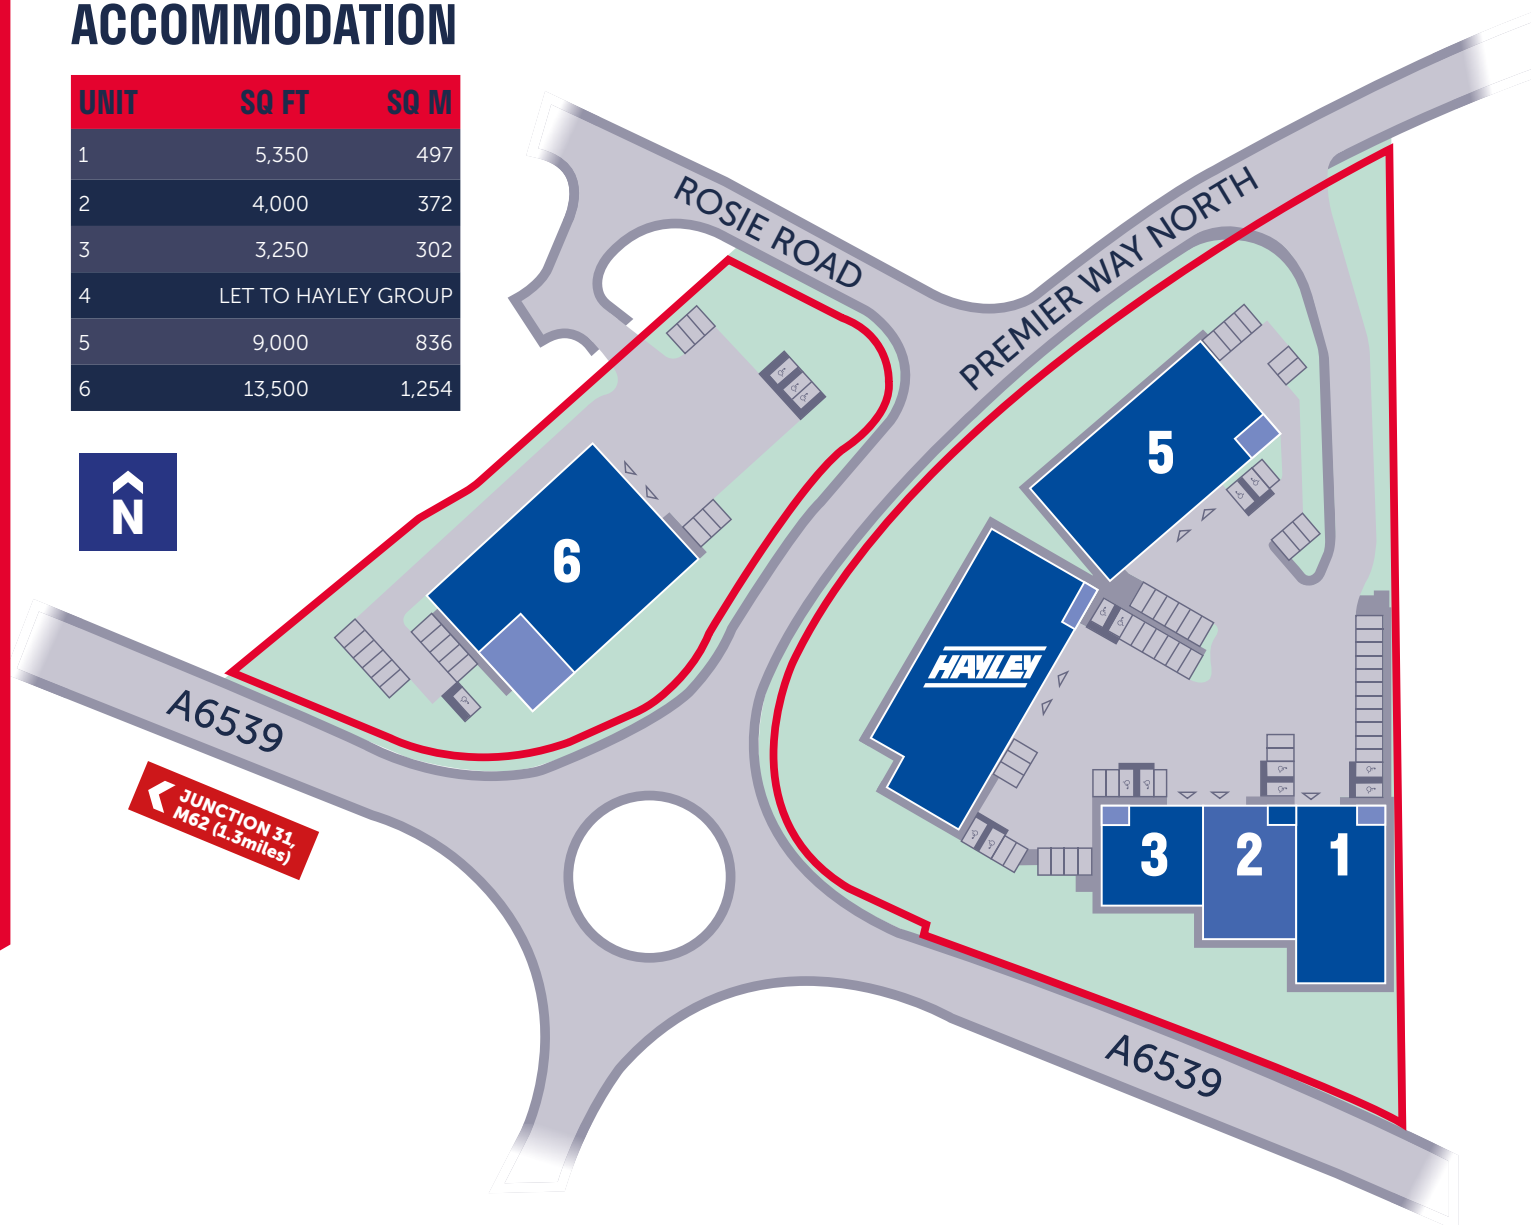 ACCOMMODATION
UNIT SQ FT SQ M
1 5,350 497
2 4,000 372
3 3,250 302
4 LET TO HAYLEY GROUP
5 9,000 836
6 13,500 1,254
N
ROSIE ROAD
PREMIER WAY NORTH
5
6
HAYLEY
A6539
JUNCTION 31,
M62 (1.3miles)
3
2
1
A6539